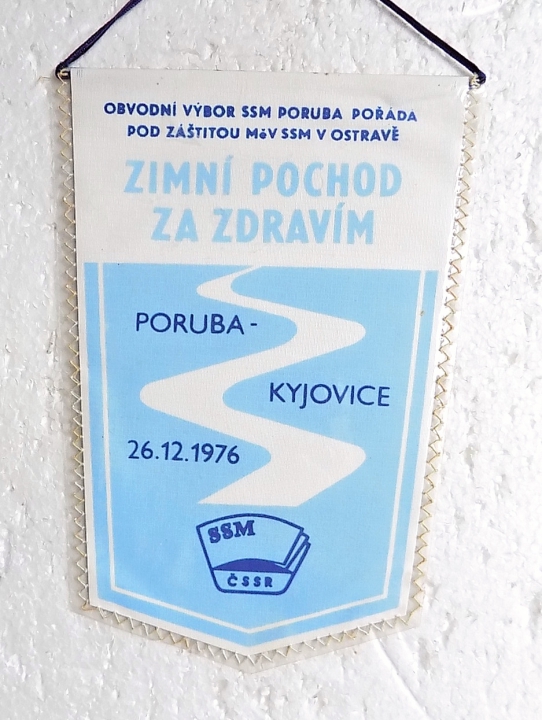 OBVODNÍ VÝBOR SSM PORUBA POŘÁDÁ
POD ZÁŠTITOU MěV SSM V OSTRAVĚ
ZIMNÍ POCHOD
ZA ZDRAVÍM
PORUBA -
KYJOVICE
26.12.1976
SSM
ČSSR